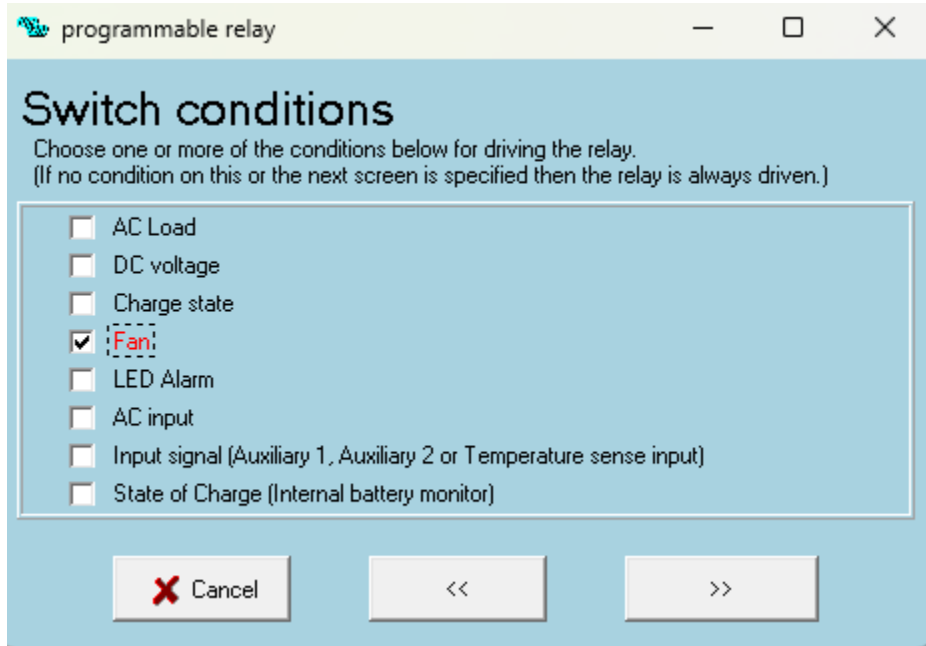 programmable relay
Switch conditions
Choose one or more of the conditions below for driving the relay.
(If no condition on this or the next screen is specified then the relay is always driven.)
AC Load
DC voltage
Charge state
Fan
LED Alarm
AC input
Input signal (Auxiliary 1, Auxiliary 2 or Temperature sense input)
State of Charge (Internal battery monitor)
Cancel << >>